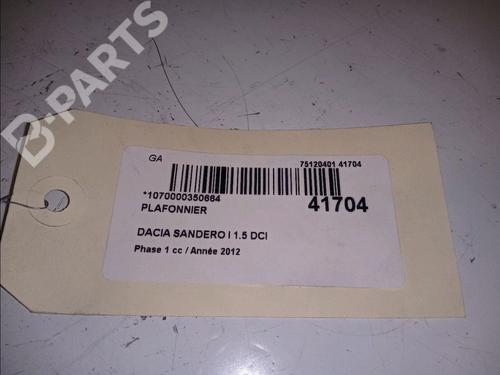 B-PARTS
GA
75120401 41704
*1070000350664
41704
PLAFONNIER
DACIA SANDERO I 1.5 DCI
Phase 1 cc / Année 2012